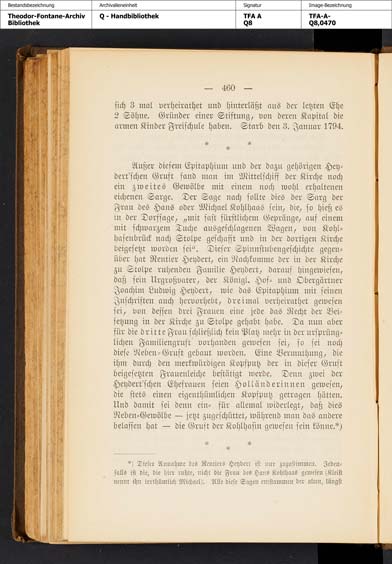 Bestandsbezeichnung
Theodor-Fontane-Archiv
Bibliothek
Archivalieneinheit
Q - Handbibliothek
Signatur
TFA A
Q8
Image-Bezeichnung
TFA-A-
Q8,0470
— 460 —
ſich 3 mal verheirathet und hinterläßt aus der letzten Ehe
2 Söhne. Gründer einer Stiftung, von deren Kapital die
armen Kinder Freiſchule haben. Starb den 3. Januar 1794.
* * *
Außer dieſem Epitaphium und der dazu gehörigen Hey-
dert'ſchen Gruft fand man im Mittelſchiff der Kirche noch
ein zweites Gewölbe mit einem noch wohl erhaltenen
eichenen Sarge. Der Sage nach ſollte dies der Sarg der
Frau des Hans oder Michael Kohlhaas ſein, die, ſo hieß es
in der Dorfſage, „mit faſt fürſtlichem Gepränge, auf einem
mit ſchwarzem Tuche ausgeſchlagenen Wagen, von Kohl-
haſenbrück nach Stolpe geſchafft und in der dortigen Kirche
beigeſetzt worden ſei“. Dieſer Spinnſtubengeſchichte gegen-
über hat Rentier Heydert, ein Nachkomme der in der Kirche
zu Stolpe ruhenden Familie Heydert, darauf hingewieſen,
daß ſein Urgroßvater, der Königl. Hof- und Obergärtner
Joachim Ludwig Heydert, wie das Epitaphium mit ſeinen
Inſchriften auch hervorhebt, dreimal verheirathet geweſen
ſei, von deſſen drei Frauen eine jede das Recht der Bei-
ſetzung in der Kirche zu Stolpe gehabt habe. Da nun aber
für die dritte Frau ſchließlich kein Platz mehr in der urſprüng-
lichen Familiengruft vorhanden geweſen ſei, ſo ſei noch
dieſe Neben-Gruft gebaut worden. Eine Vermuthung, die
ihm durch den merkwürdigen Kopfputz der in dieſer Gruft
beigeſetzten Frauenleiche beſtätigt werde. Denn zwei der
Heydert'ſchen Ehefrauen ſeien Holländerinnen geweſen,
die ſtets einen eigenthümlichen Kopfputz getragen hätten.
Und damit ſei denn ein- für allemal widerlegt, daß dies
Neben-Gewölbe — jetzt zugeſchüttet, während man das andere
belaſſen hat — die Gruft der Kohlhaſin geweſen ſein könne.*)
* * *
*) Dieſer Annahme des Rentiers Heydert iſt nur zuzuſtimmen. Jeden-
falls iſt die, die hier ruhte, nicht die Frau des Hans Kohlhaas geweſen (Kleiſt
nennt ihn irrthümlich Michael). Alle dieſe Sagen entſtammen der alten, längſt